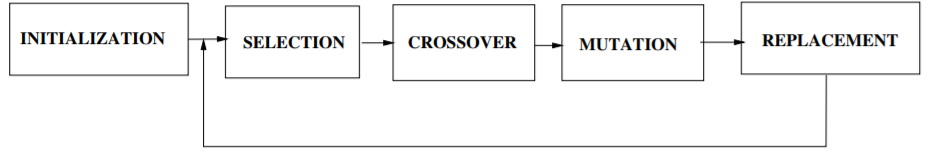 INITIALIZATION
SELECTION
CROSSOVER
MUTATION
REPLACEMENT